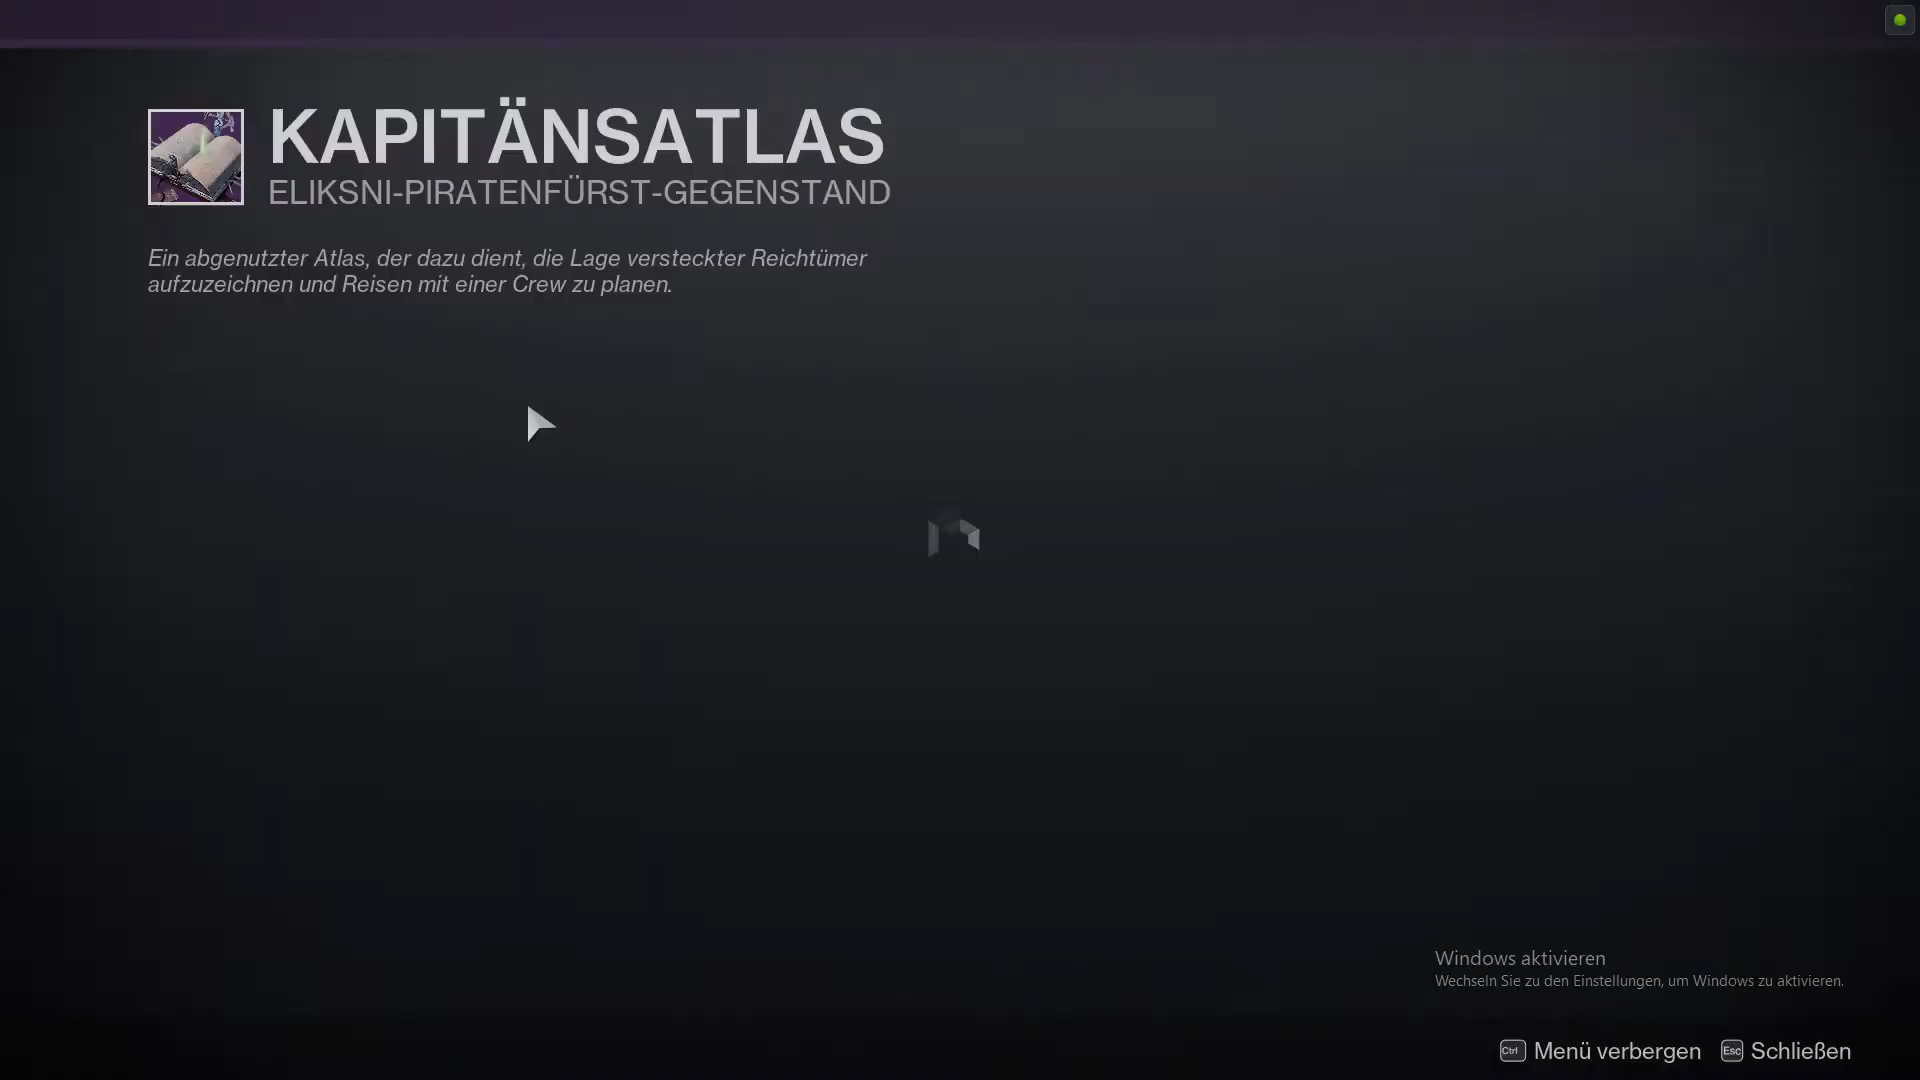 KAPITÄNSATLAS
ELIKSNI-PIRATENFÜRST-GEGENSTAND
Ein abgenutzter Atlas, der dazu dient, die Lage versteckter Reichtümer
aufzuzeichnen und Reisen mit einer Crew zu planen.
Windows aktivieren
Wechseln Sie zu den Einstellungen, um Windows zu aktivieren.
Ctrl Menü verbergen Esc Schließen